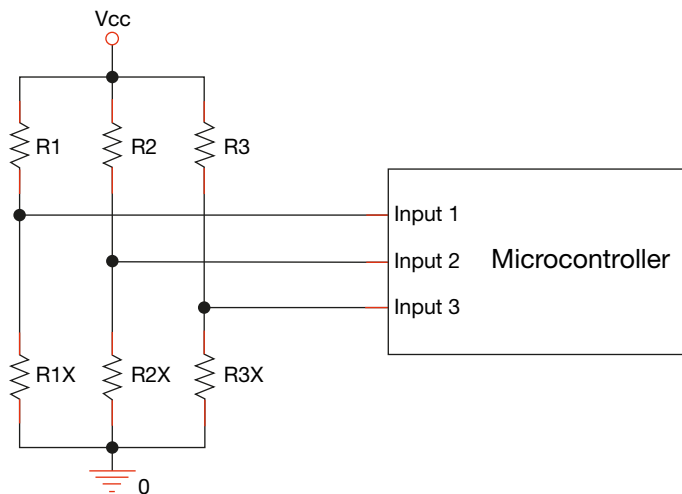 Vcc
R1
R2
R3
Input 1
Input 2
Input 3
Microcontroller
R1X
R2X
R3X
0